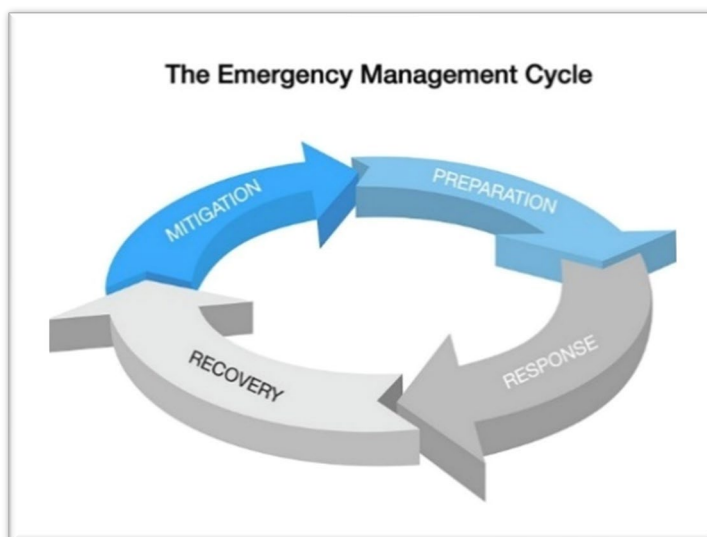 The Emergency Management Cycle
MITIGATION
PREPARATION
RESPONSE
RECOVERY